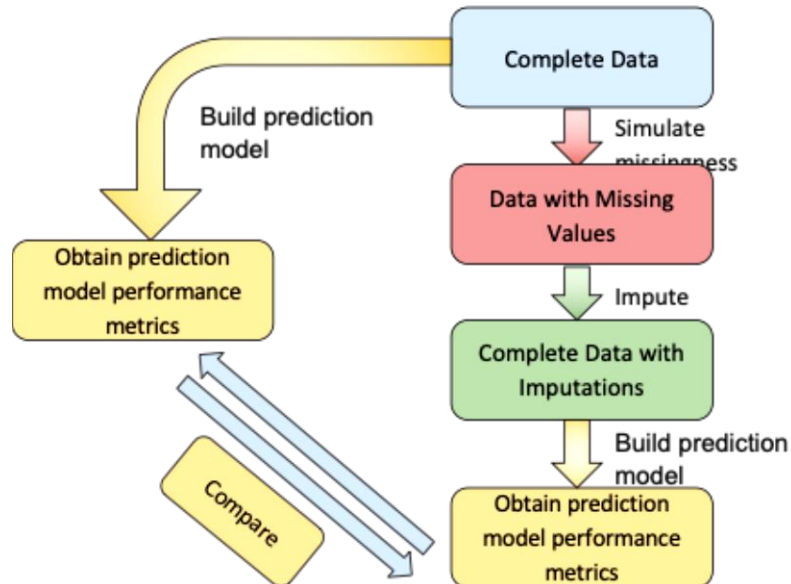 Complete Data
Build prediction
model
Simulate
missingness
Data with Missing
Values
Obtain prediction
model performance
metrics
Impute
Complete Data with
Imputations
Build prediction
model
Compare
Obtain prediction
model performance
metrics